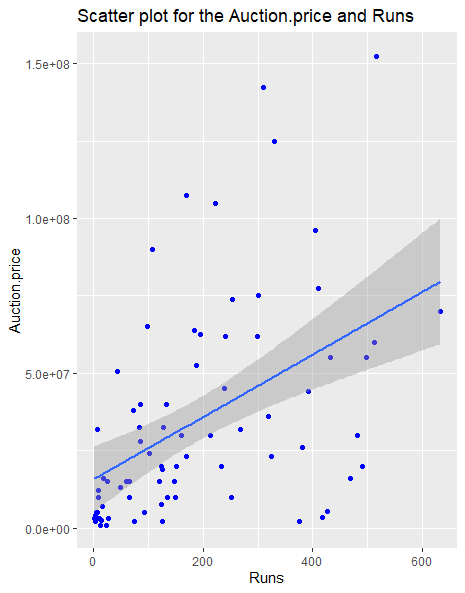 Scatter plot for the Auction.price and Runs
1.5e+08
1.0e+08
5.0e+07
0.0e+00
Auction.price
0 200 400 600
Runs